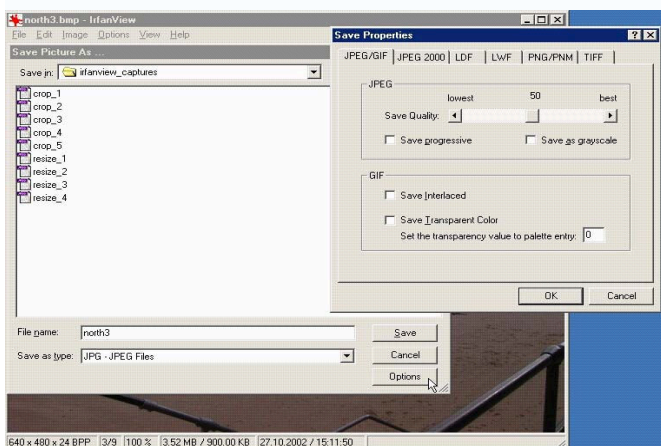 north3.bmp - IrfanView
File Edit Image Options View Help
Save Picture As ...
Save in: irfanview_captures
crop_1
crop_2
crop_3
crop_4
crop_5
resize_1
resize_2
resize_3
resize_4
File name: north3
Save
Save as type: JPG - JPEG Files
Cancel
Options
Save Properties
JPEG/GIF JPEG 2000 LDF LWF PNG/PNM TIFF
JPEG
lowest 50 best
Save Quality:
Save progressive Save as grayscale
GIF
Save Interlaced
Save Transparent Color
Set the transparency value to palette entry: 0
OK Cancel
640 x 480 x 24 BPP 3/9 100 % 3.52 MB / 900.00 KB 27.10.2002 / 15:11:50